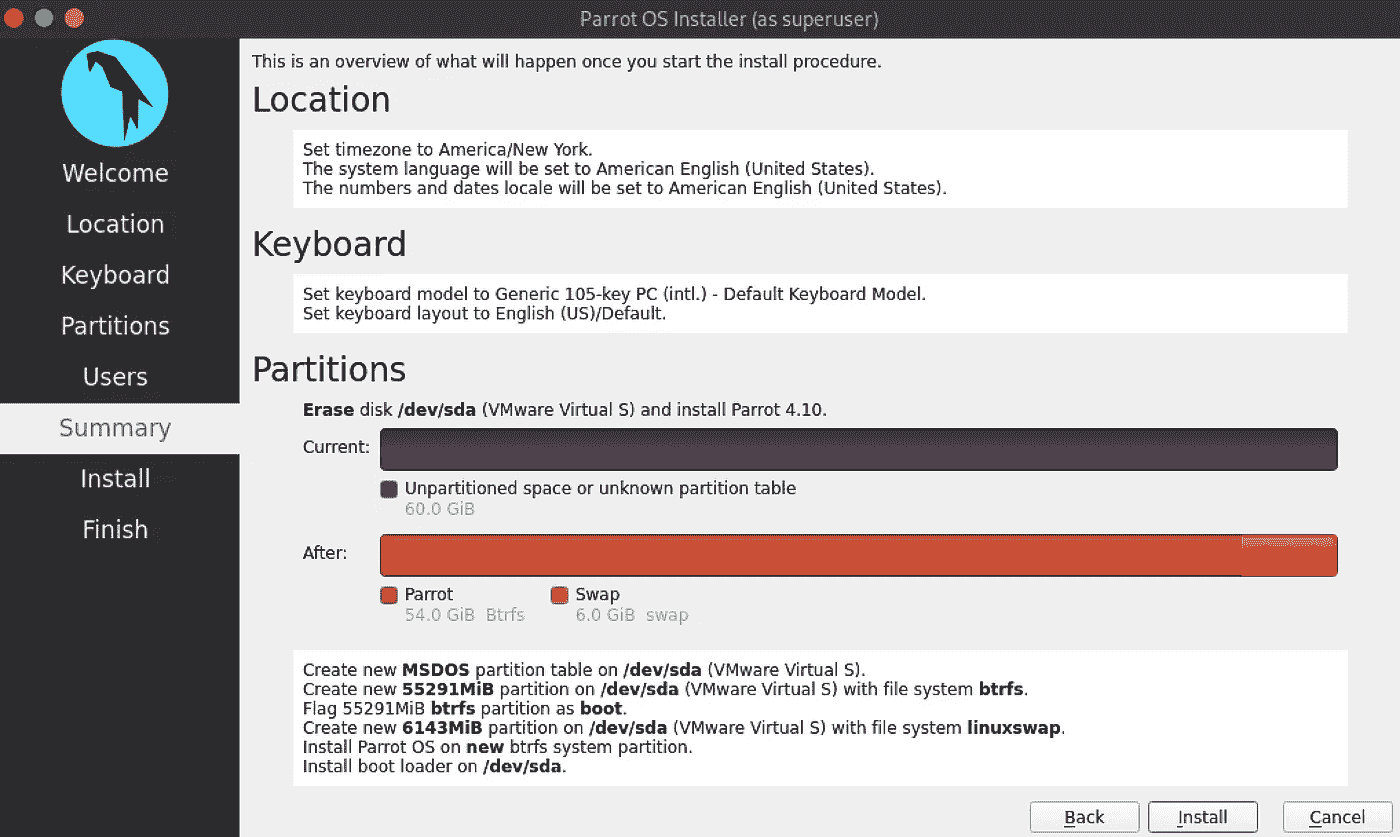 Parrot OS Installer (as superuser)
Welcome
Location
Keyboard
Partitions
Users
Summary
Install
Finish
This is an overview of what will happen once you start the install procedure.
Location
Set timezone to America/New York.
The system language will be set to American English (United States).
The numbers and dates locale will be set to American English (United States).
Keyboard
Set keyboard model to Generic 105-key PC (intl.) - Default Keyboard Model.
Set keyboard layout to English (US)/Default.
Partitions
Erase disk /dev/sda (VMware Virtual S) and install Parrot 4.10.
Current:
Unpartitioned space or unknown partition table
60.0 GiB
After:
Parrot Swap
54.0 GiB Btrfs 6.0 GiB swap
Create new MSDOS partition table on /dev/sda (VMware Virtual S).
Create new 55291MiB partition on /dev/sda (VMware Virtual S) with file system btrfs.
Flag 55291MiB btrfs partition as boot.
Create new 6143MiB partition on /dev/sda (VMware Virtual S) with file system linuxswap.
Install Parrot OS on new btrfs system partition.
Install boot loader on /dev/sda.
Back Install Cancel